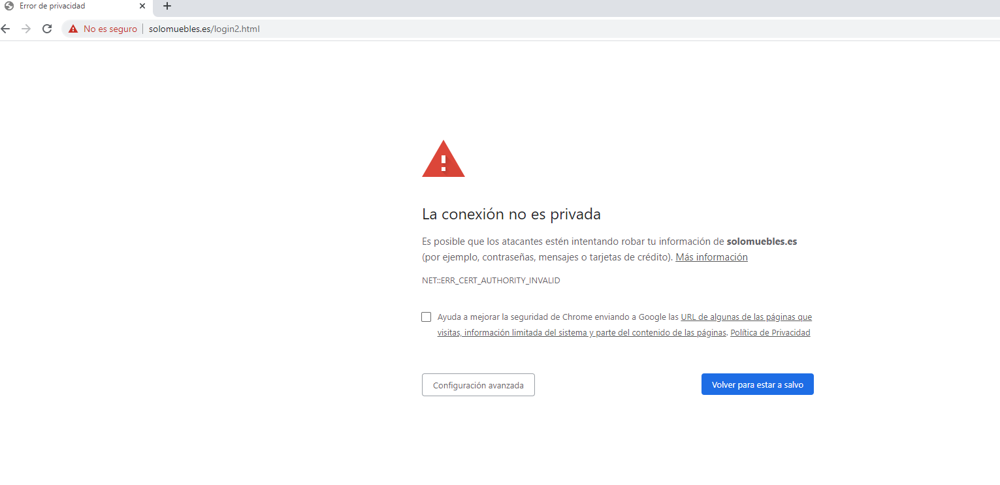 Error de privacidad
No es seguro solomuebles.es/login2.html
La conexión no es privada
Es posible que los atacantes estén intentando robar tu información de solomuebles.es
(por ejemplo, contraseñas, mensajes o tarjetas de crédito). Más información
NET::ERR_CERT_AUTHORITY_INVALID
Ayuda a mejorar la seguridad de Chrome enviando a Google las URL de algunas de las páginas que
visitas, información limitada del sistema y parte del contenido de las páginas. Política de Privacidad
Configuración avanzada
Volver para estar a salvo